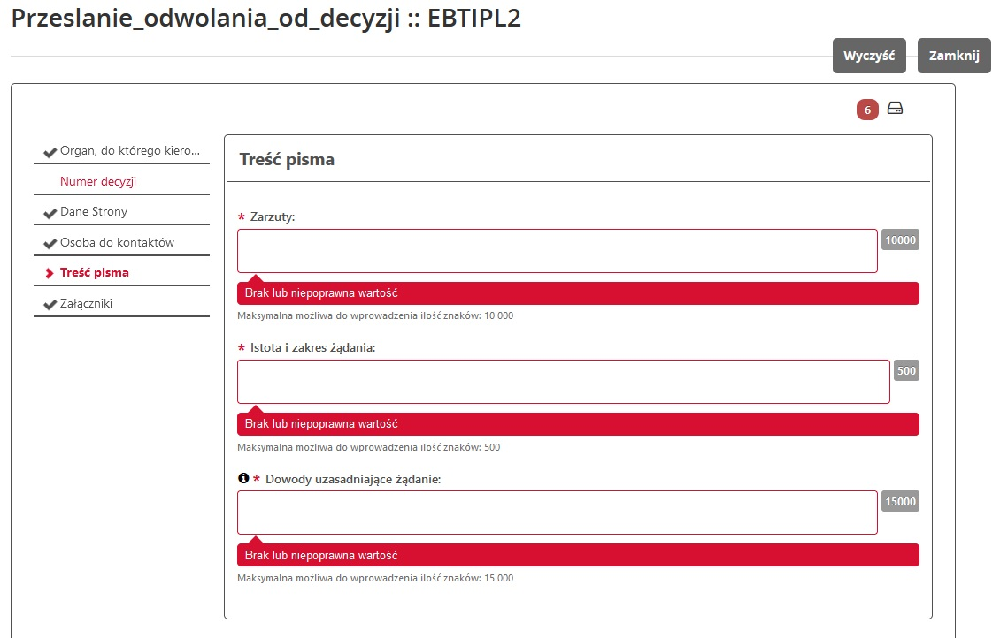 Przeslanie_odwolania_od_decyzji :: EBTIPL2
Wyczyść
Zamknij
6
Organ, do którego kiero...
Numer decyzji
Dane Strony
Osoba do kontaktów
Treść pisma
Załączniki
Treść pisma
* Zarzuty:
10000
Brak lub niepoprawna wartość
Maksymalna możliwa do wprowadzenia ilość znaków: 10 000
* Istota i zakres żądania:
500
Brak lub niepoprawna wartość
Maksymalna możliwa do wprowadzenia ilość znaków: 500
* Dowody uzasadniające żądanie:
15000
Brak lub niepoprawna wartość
Maksymalna możliwa do wprowadzenia ilość znaków: 15 000